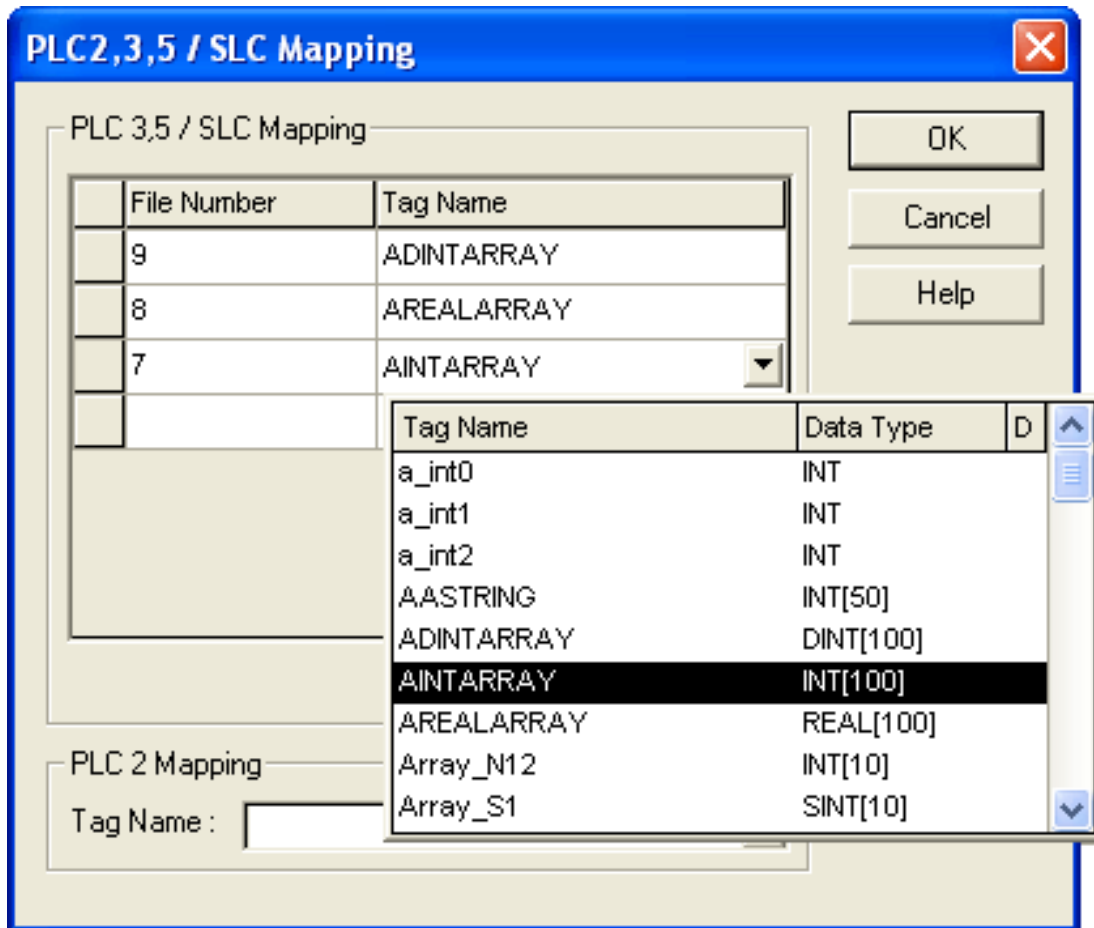 PLC2,3,5 / SLC Mapping
PLC 3,5 / SLC Mapping
OK
File Number Tag Name
Cancel
9 ADINTARRAY
Help
8 AREALARRAY
7 AINTARRAY
Tag Name Data Type D
a_int0 INT
a_int1 INT
a_int2 INT
AASTRING INT[50]
ADINTARRAY DINT[100]
AINTARRAY INT[100]
AREALARRAY REAL[100]
PLC 2 Mapping
Array_N12 INT[10]
Tag Name :
Array_S1 SINT[10]